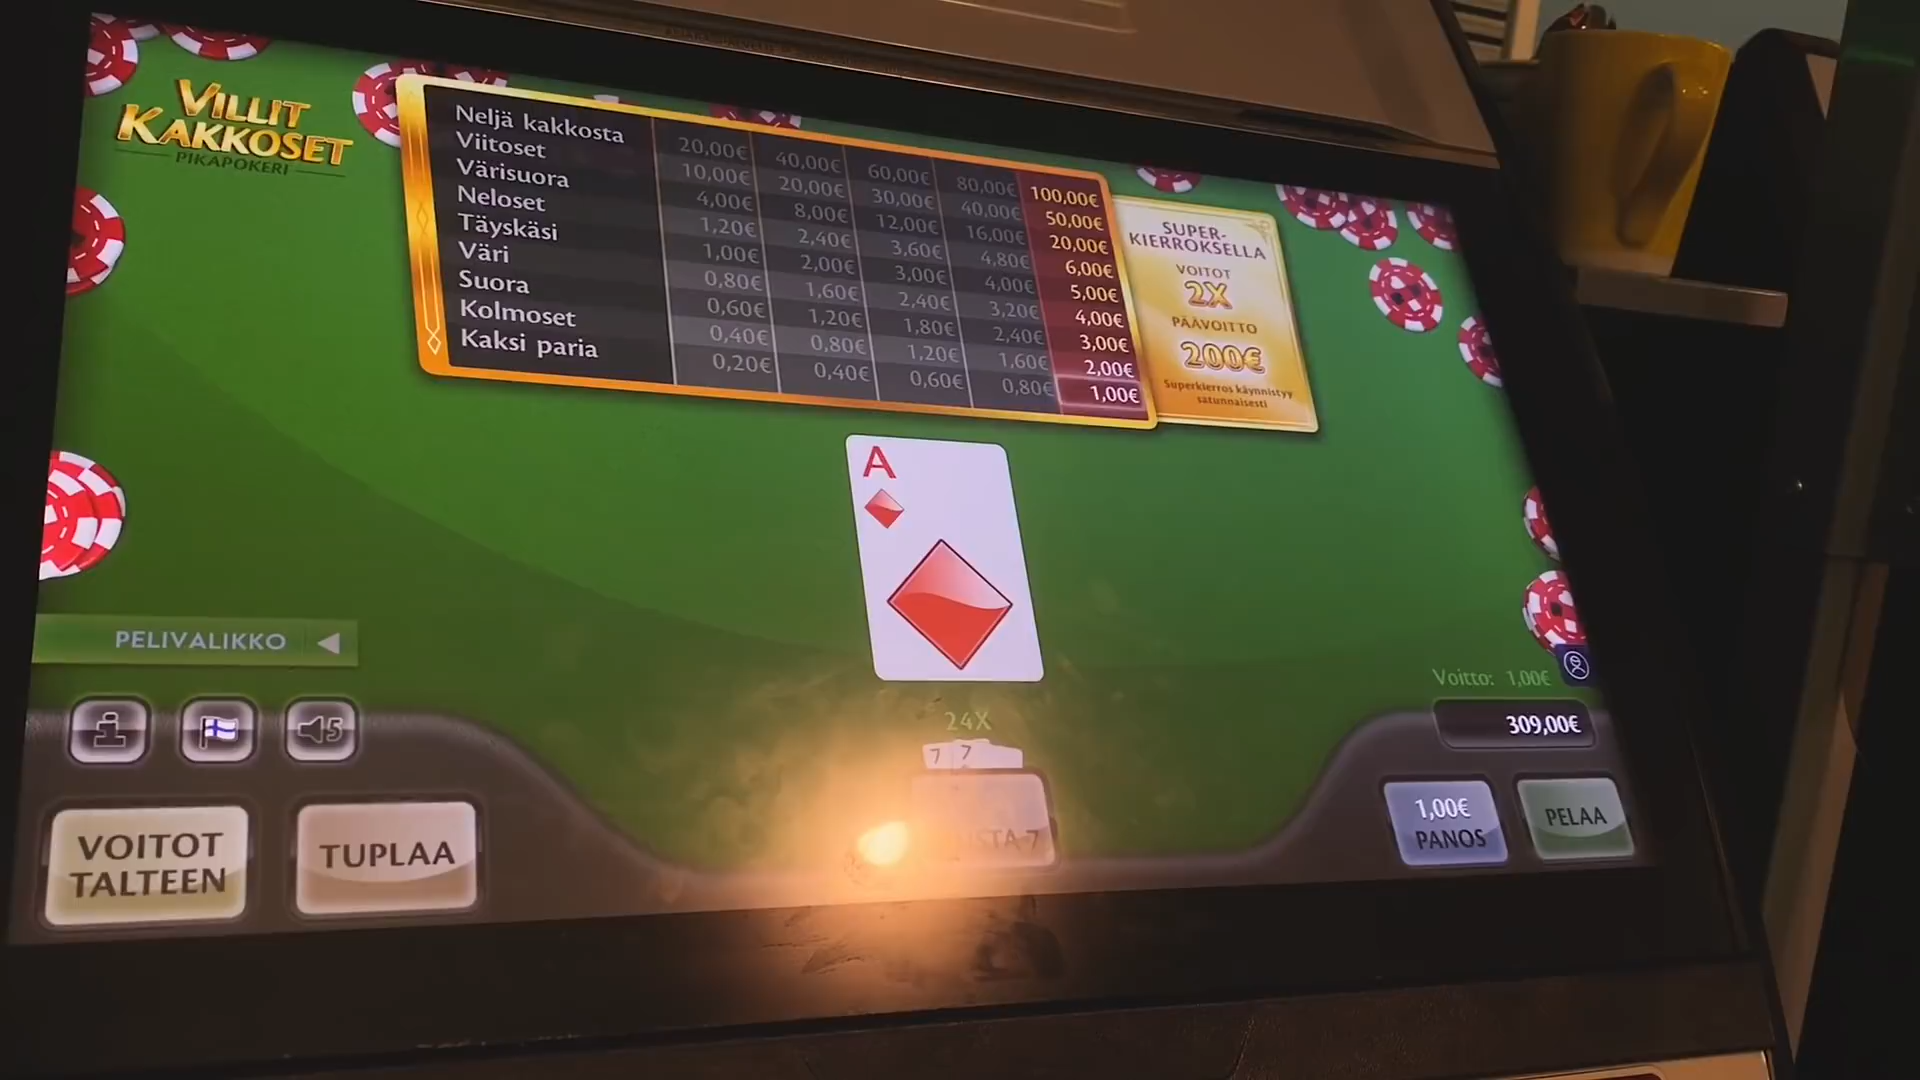 VILLIT
KAKKOSET
PIKAPOKERI
Neljä kakkosta 20,00€ 40,00€ 60,00€ 80,00€ 100,00€
Viitoset 10,00€ 20,00€ 30,00€ 40,00€ 50,00€
Värisuora 4,00€ 8,00€ 12,00€ 16,00€ 20,00€
Neloset 1,20€ 2,40€ 3,60€ 4,80€ 6,00€
Täyskäsi 1,00€ 2,00€ 3,00€ 4,00€ 5,00€
Väri 0,80€ 1,60€ 2,40€ 3,20€ 4,00€
Suora 0,60€ 1,20€ 1,80€ 2,40€ 3,00€
Kolmoset 0,40€ 0,80€ 1,20€ 1,60€ 2,00€
Kaksi paria 0,20€ 0,40€ 0,60€ 0,80€ 1,00€
SUPER-
KIERROKSELLA
VOITOT
2X
PÄÄVOITTO
200€
Superkierros käynnistyy
satunnaisesti
A
PELIVALIKKO
5
24X
7 7
Voitto: 1,00€
309,00€
VOITOT
TALTEEN
TUPLAA
1,00€
PANOS
PELAA